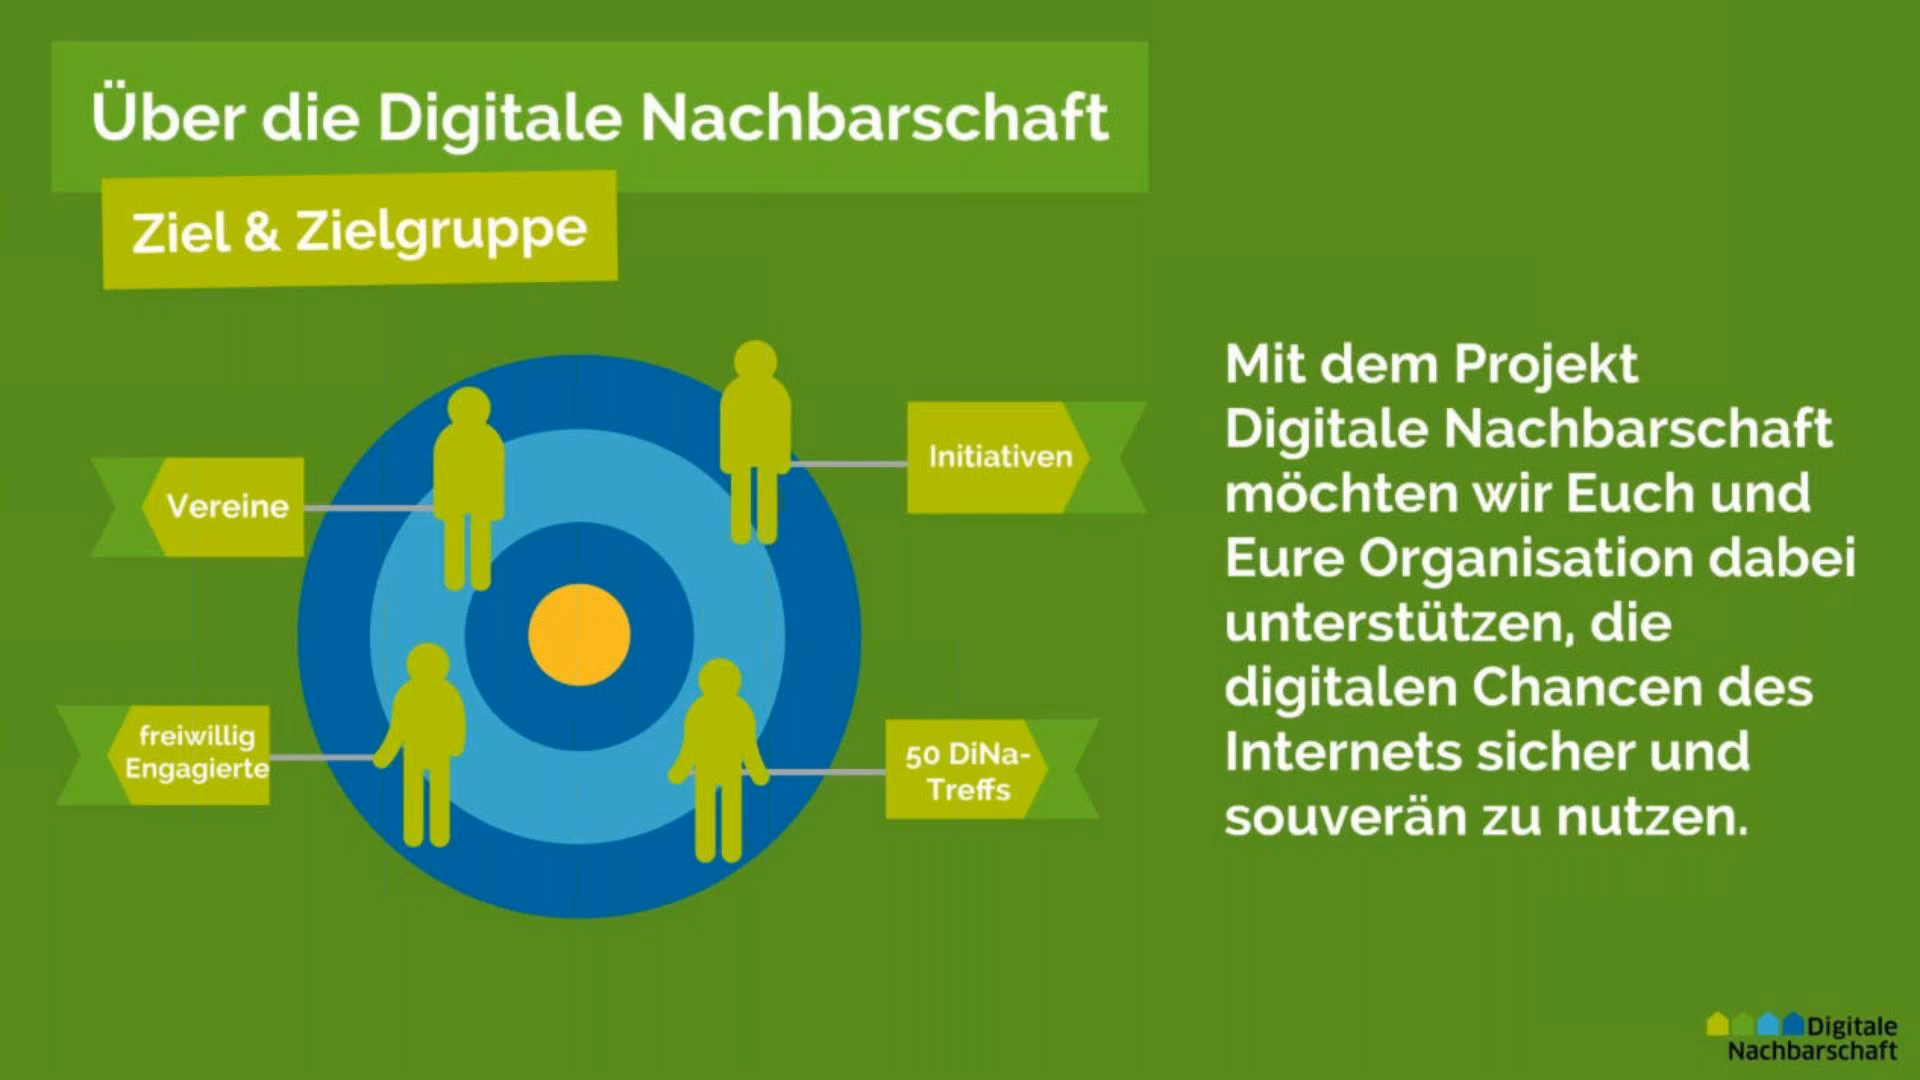 Über die Digitale Nachbarschaft
Ziel & Zielgruppe
Vereine
Initiativen
freiwillig
Engagierte
50 DiNa-
Treffs
Mit dem Projekt
Digitale Nachbarschaft
möchten wir Euch und
Eure Organisation dabei
unterstützen, die
digitalen Chancen des
Internets sicher und
souverän zu nutzen.
Digitale
Nachbarschaft